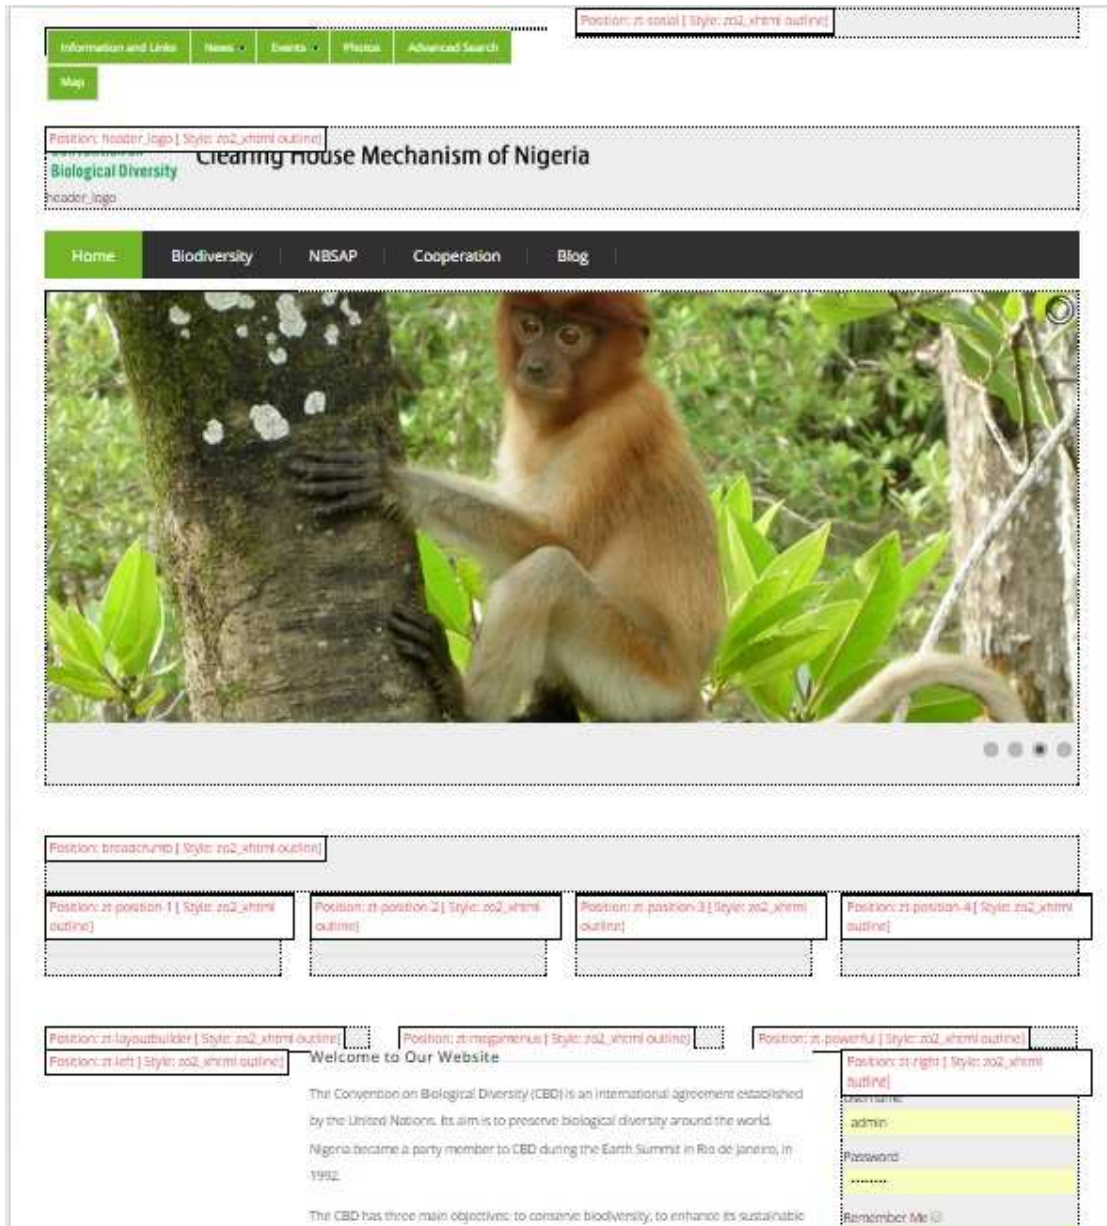 Position: zt-sosial [ Style: zo2_xhtml outline]
Information and Links News Events Photos Advanced Search
Map
Position: header_logo [ Style: zo2_xhtml outline]
Clearing House Mechanism of Nigeria
Biological Diversity
header_logo
Home Biodiversity NBSAP Cooperation Blog
Position: breadcrumb [ Style: zo2_xhtml outline]
Position: zt-position-1 [ Style: zo2_xhtml
outline]
Position: zt-position-2 [ Style: zo2_xhtml
outline]
Position: zt-position-3 [ Style: zo2_xhtml
outline]
Position: zt-position-4 [ Style: zo2_xhtml
outline]
Position: zt-layoutbuilder [ Style: zo2_xhtml outline]
Position: zt-megamenus [ Style: zo2_xhtml outline]
Position: zt-powerful [ Style: zo2_xhtml outline]
Position: zt-left [ Style: zo2_xhtml outline]
Welcome to Our Website
The Convention on Biological Diversity (CBD) is an international agreement established
by the United Nations. Its aim is to preserve biological diversity around the world.
Nigeria became a party member to CBD during the Earth Summit in Rio de Janeiro, in
1992.
The CBD has three main objectives: to conserve biodiversity, to enhance its sustainable
Position: zt-right [ Style: zo2_xhtml
outline]
Username
admin
Password
Remember Me